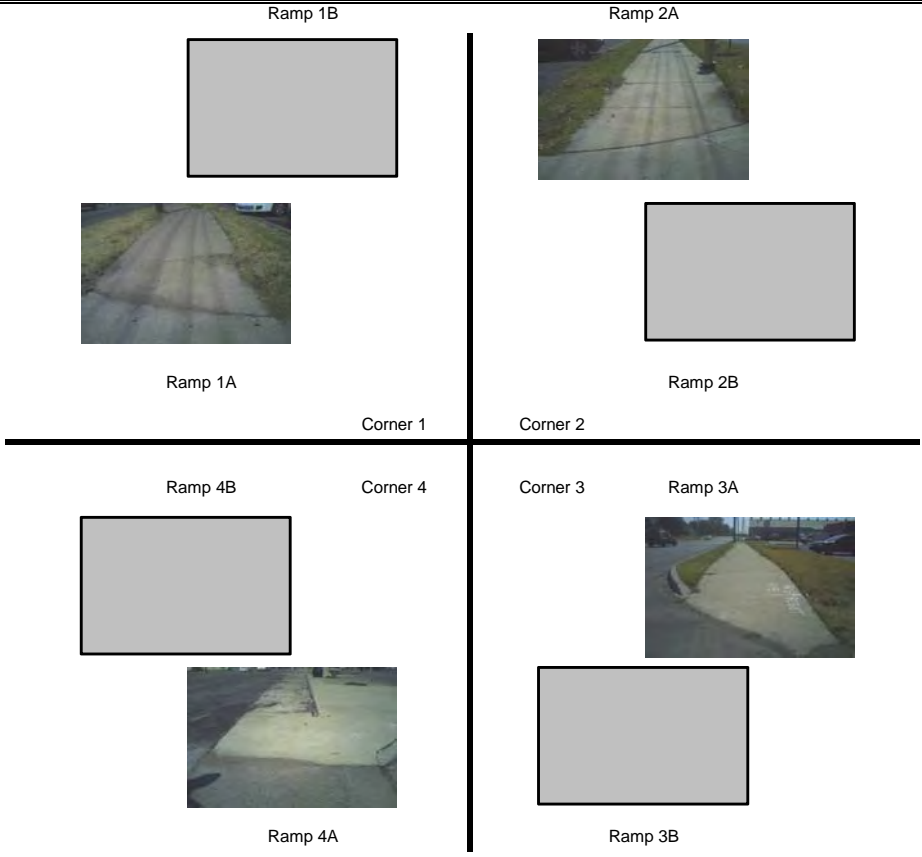 Ramp 1B Ramp 2A
Ramp 1A Ramp 2B
Corner 1 Corner 2
Ramp 4B Corner 4 Corner 3 Ramp 3A
Ramp 4A Ramp 3B